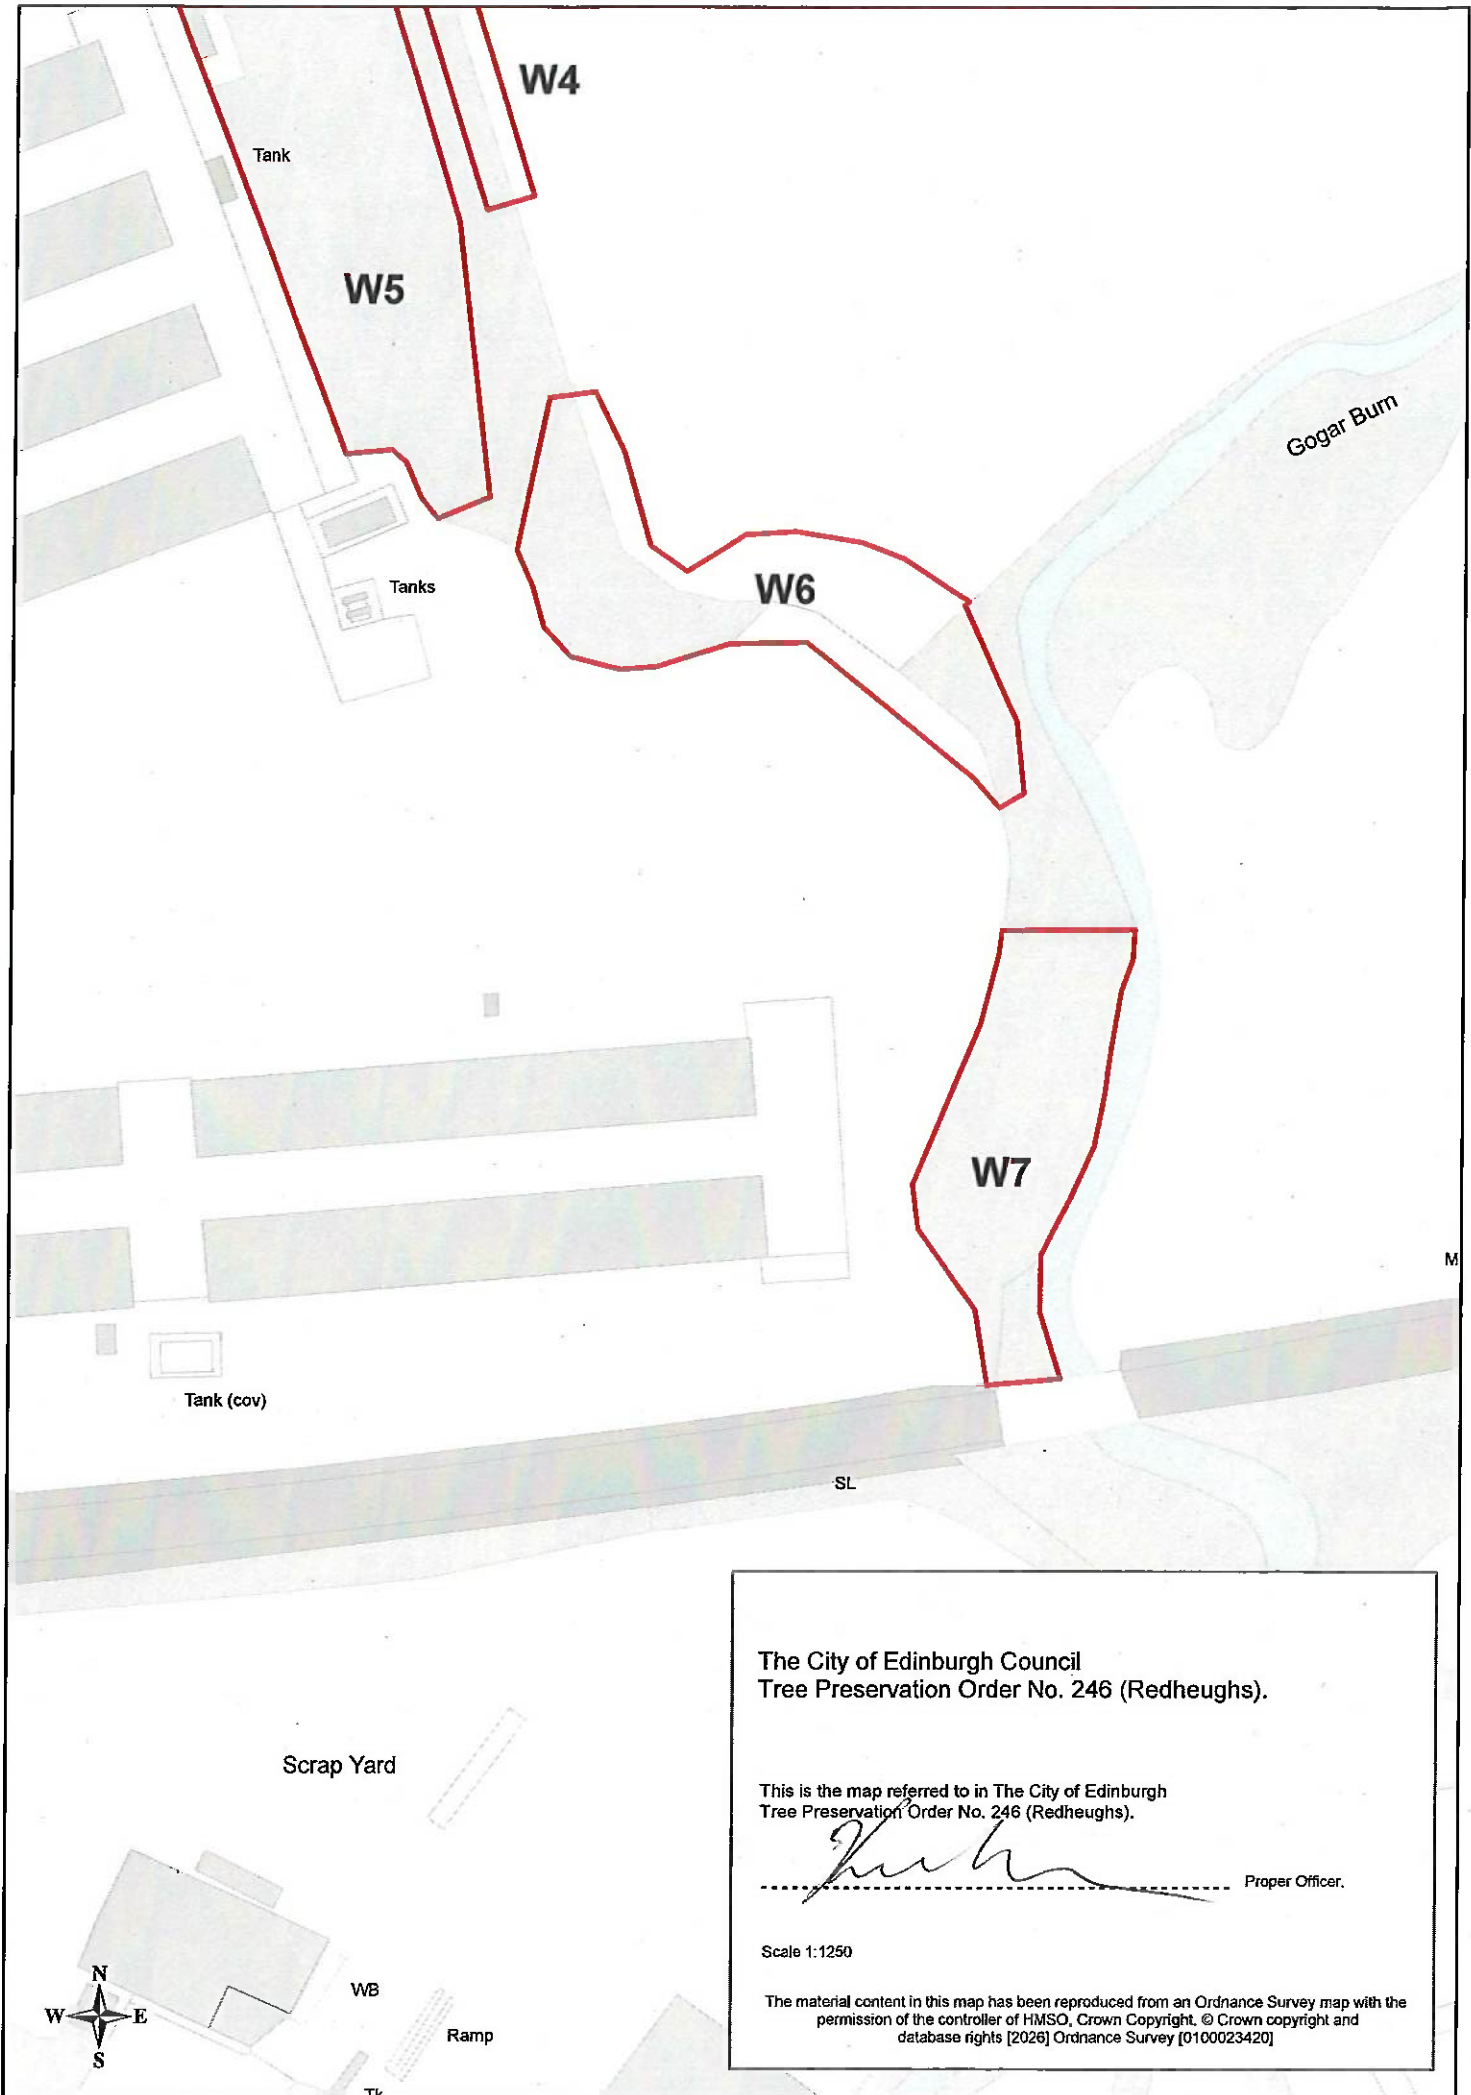 W4
Tank
W5
Gogar Burn
Tanks
W6
W7
M
Tank (cov)
SL
The City of Edinburgh Council
Tree Preservation Order No. 246 (Redheughs).
Scrap Yard
This is the map referred to in The City of Edinburgh
Tree Preservation Order No. 246 (Redheughs).
Proper Officer.
Scale 1:1250
N
W E
S
WB
Ramp
The material content in this map has been reproduced from an Ordnance Survey map with the
permission of the controller of HMSO, Crown Copyright, © Crown copyright and
database rights [2026] Ordnance Survey [0100023420]